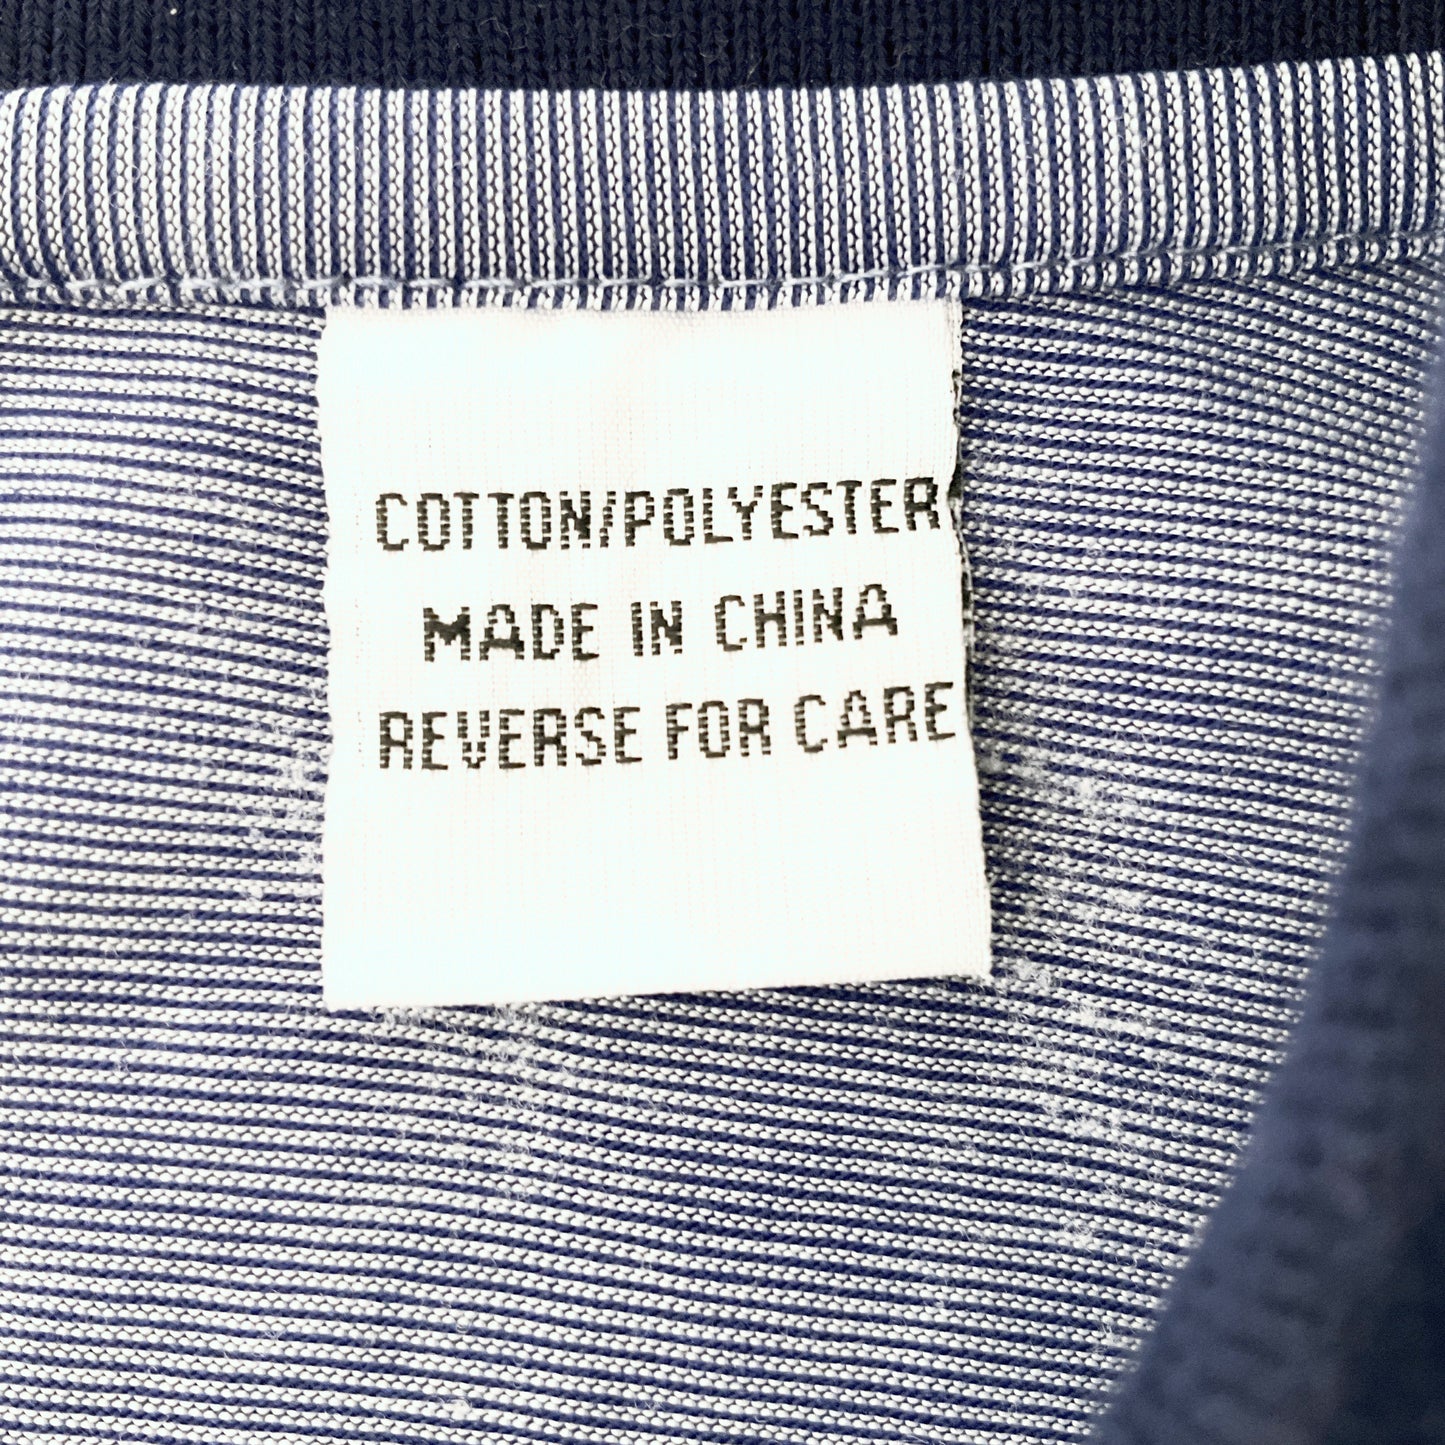 COTTON/POLYESTER
MADE IN CHINA
REVERSE FOR CARE